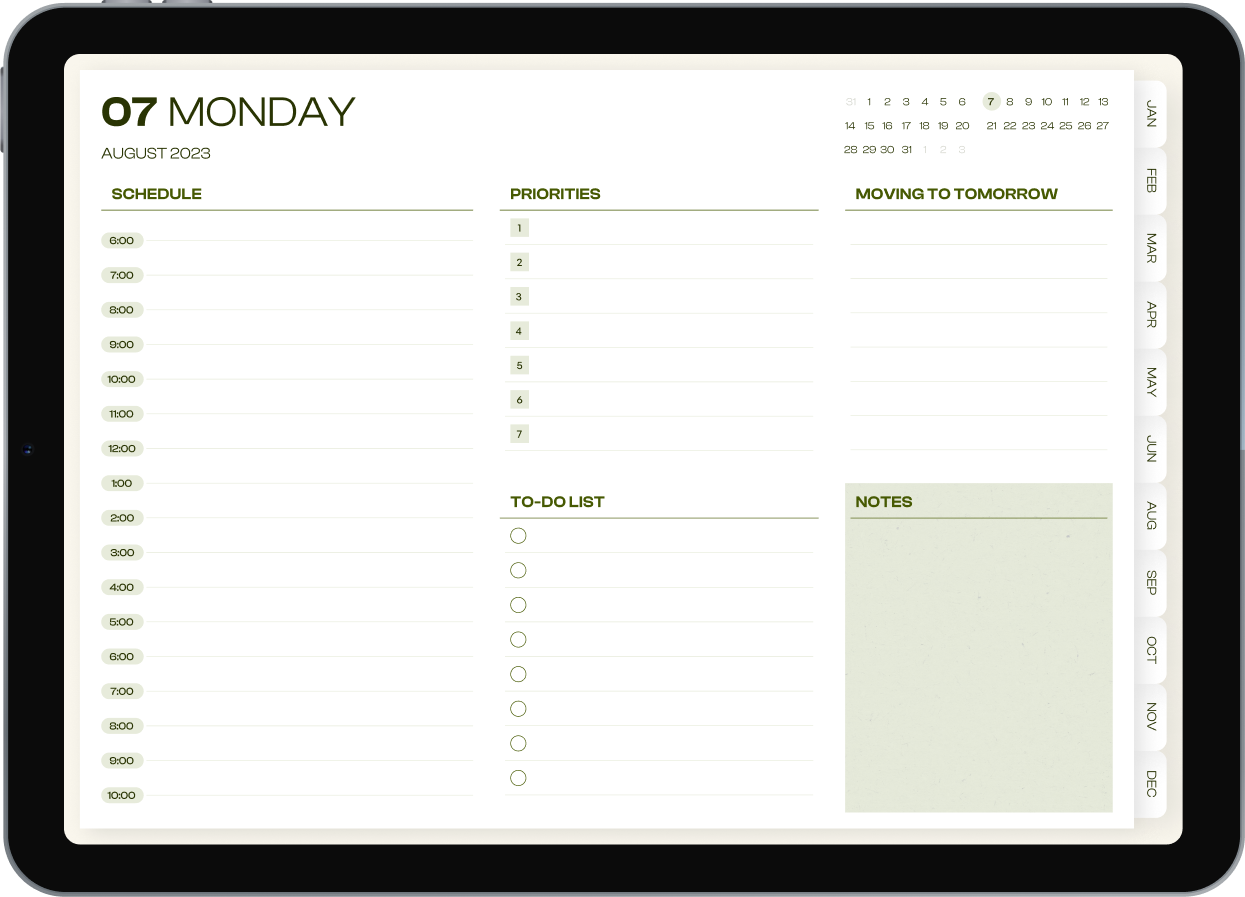 07 MONDAY
AUGUST 2023
31 1 2 3 4 5 6 7 8 9 10 11 12 13
14 15 16 17 18 19 20 21 22 23 24 25 26 27
28 29 30 31 1 2 3
SCHEDULE
6:00
7:00
8:00
9:00
10:00
11:00
12:00
1:00
2:00
3:00
4:00
5:00
6:00
7:00
8:00
9:00
10:00
PRIORITIES
1
2
3
4
5
6
7
TO-DO LIST
MOVING TO TOMORROW
NOTES
JAN
FEB
MAR
APR
MAY
JUN
AUG
SEP
OCT
NOV
DEC